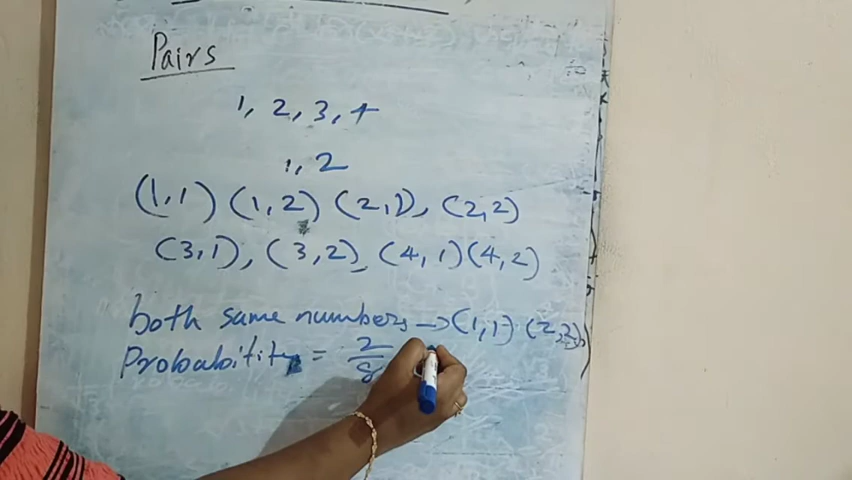 Pairs
1, 2, 3, 4
1, 2
(1,1) (1,2) (2,1), (2,2)
(3,1), (3,2), (4,1) (4,2)
both same numbers → (1,1) (2,2)
Probability = 2/8